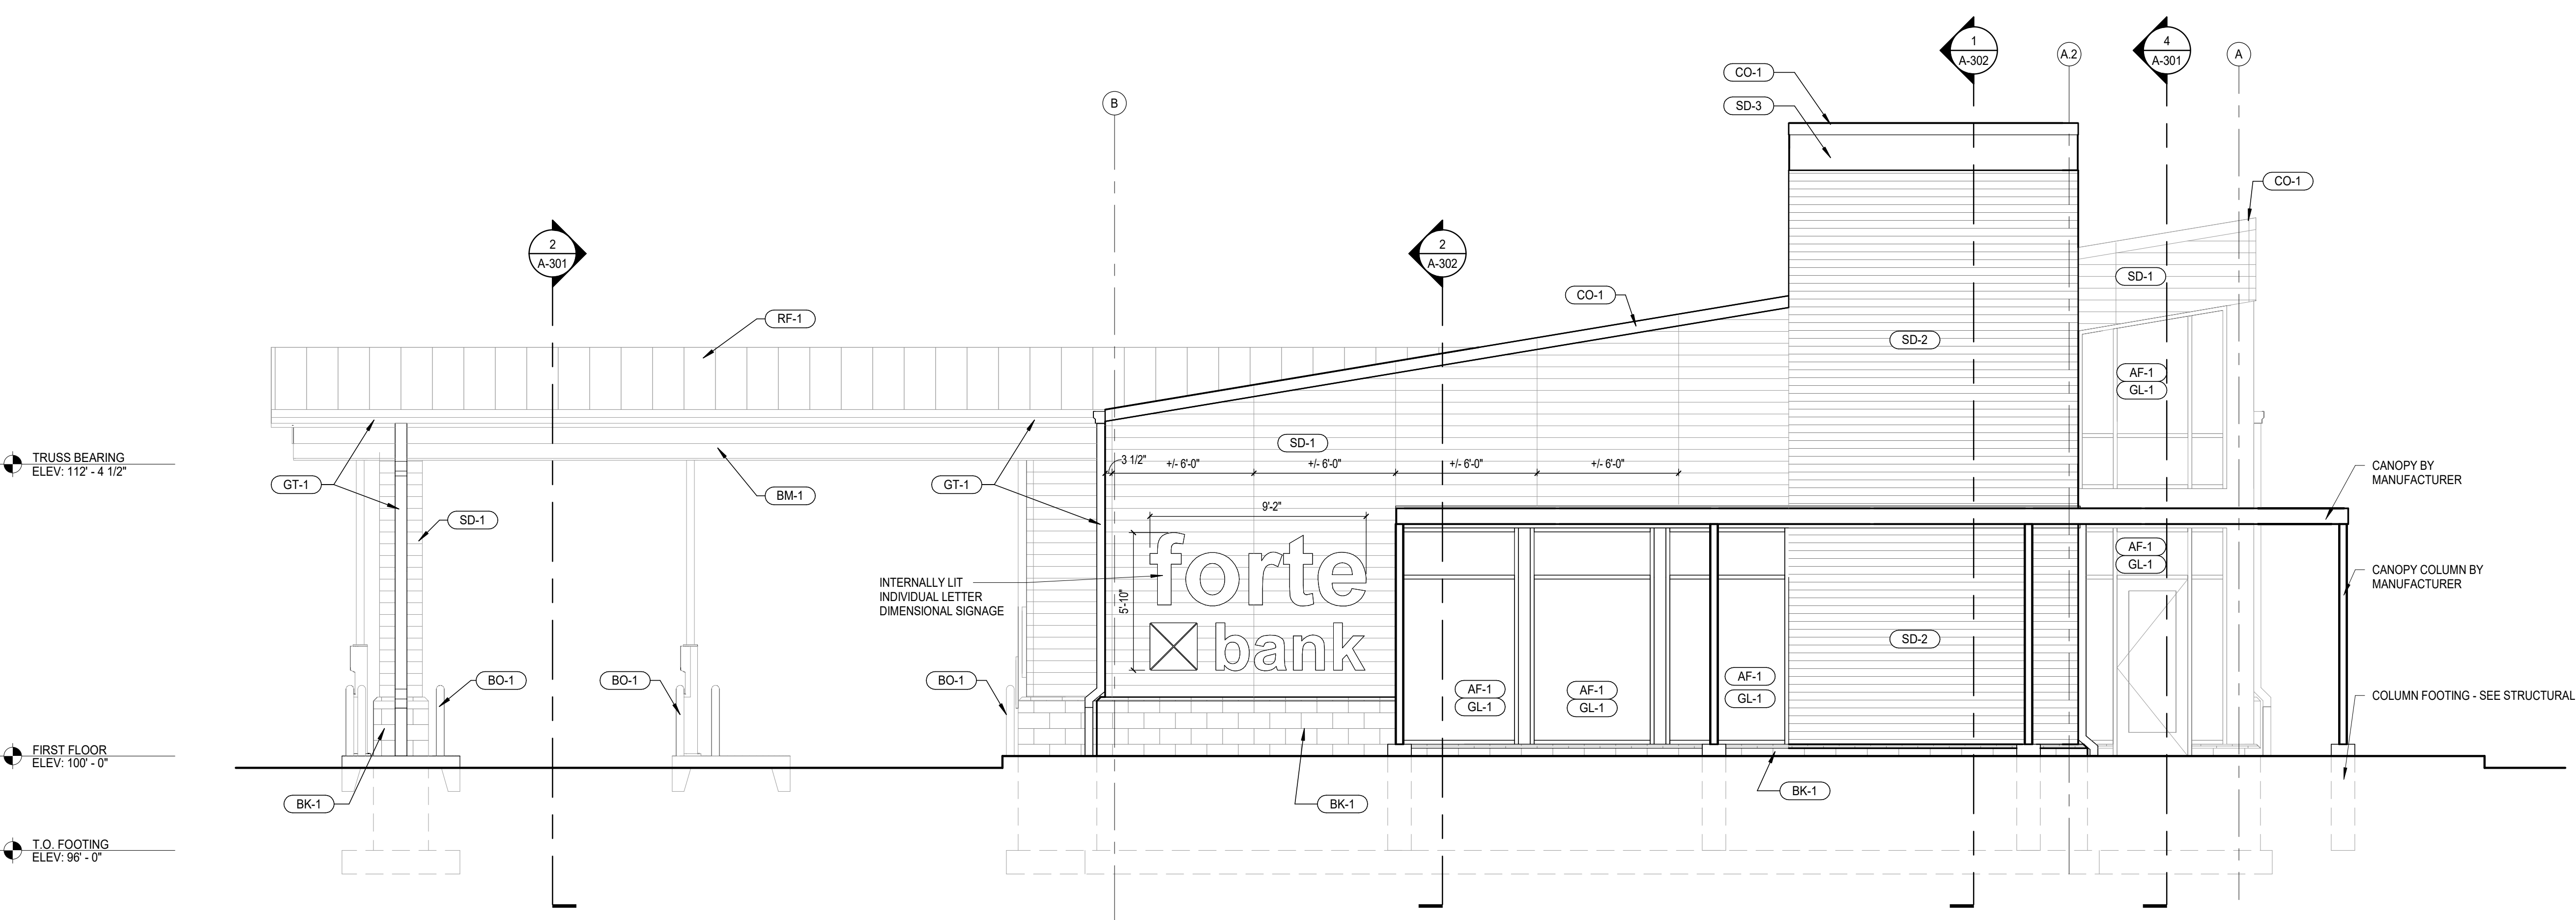 1
A-302
A.2
4
A-301
A
CO-1
SD-3
B
CO-1
2
A-301
2
A-302
SD-1
CO-1
RF-1
SD-2
AF-1
GL-1
SD-1
TRUSS BEARING
ELEV: 112' - 4 1/2"
3 1/2"
+/- 6'-0"
+/- 6'-0"
+/- 6'-0"
+/- 6'-0"
CANOPY BY
MANUFACTURER
GT-1
GT-1
BM-1
9'-2"
SD-1
forte
AF-1
GL-1
INTERNALLY LIT
INDIVIDUAL LETTER
DIMENSIONAL SIGNAGE
5'-10"
CANOPY COLUMN BY
MANUFACTURER
bank
SD-2
BO-1
BO-1
BO-1
AF-1
GL-1
AF-1
GL-1
AF-1
GL-1
COLUMN FOOTING - SEE STRUCTURAL
FIRST FLOOR
ELEV: 100' - 0"
BK-1
BK-1
BK-1
T.O. FOOTING
ELEV: 96' - 0"